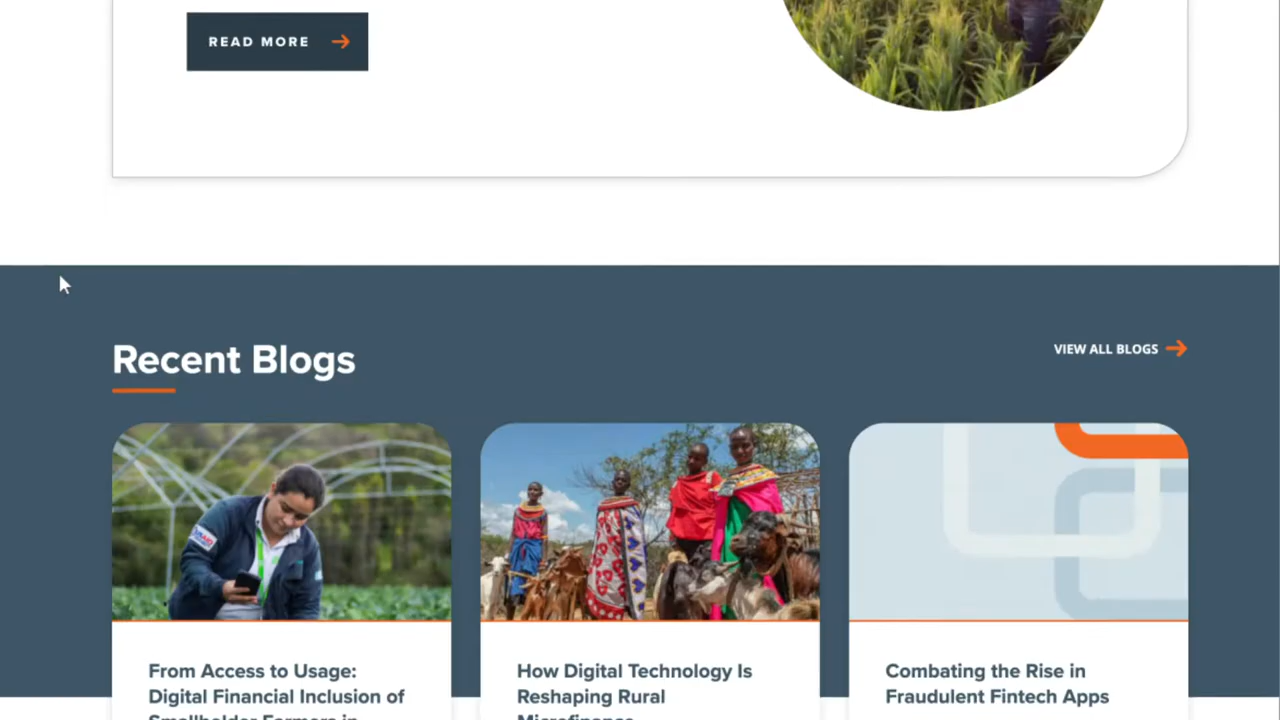 READ MORE
Recent Blogs
VIEW ALL BLOGS
USAID
From Access to Usage:
Digital Financial Inclusion of
Smallholder Farmers in
How Digital Technology Is
Reshaping Rural
Microfinance
Combating the Rise in
Fraudulent Fintech Apps